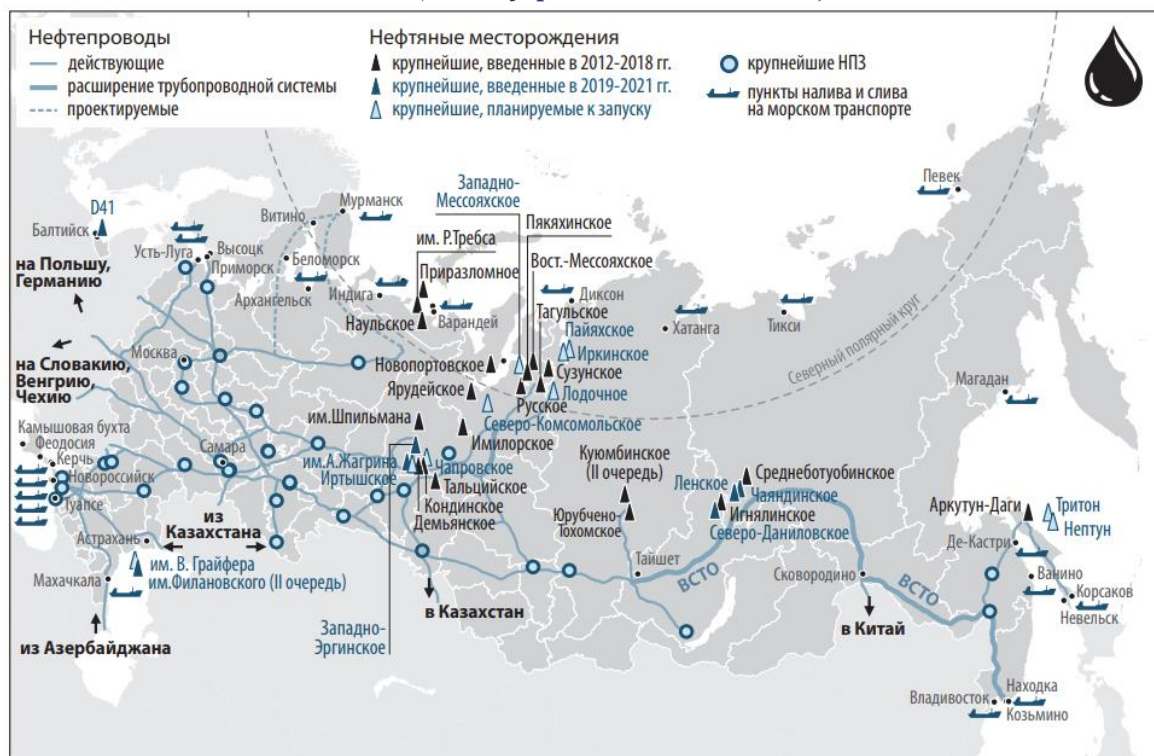 Нефтепроводы
действующие
расширение трубопроводной системы
проектируемые
Нефтяные месторождения
крупнейшие, введенные в 2012-2018 гг.
крупнейшие, введенные в 2019-2021 гг.
крупнейшие, планируемые к запуску
крупнейшие НПЗ
пункты налива и слива
на морском транспорте
Певек
Западно-
Мессояхское
Мурманск
D41
Витино
Пякяхинское
Балтийск
им. Р.Требса
Усть-Луга
Высоцк
Приморск
Беломорск
Вост.-Мессояхское
на Польшу,
Германию
Приразломное
Архангельск
Индига
Диксон
Тагульское
Варандей
Хатанга
Тикси
Северный полярный круг
Наульское
Пайяхское
Иркинское
Москва
на Словакию,
Венгрию,
Чехию
Новопортовское
Сузунское
Ярудейское
Лодочное
Магадан
Русское
Северо-Комсомольское
им.Шпильмана
Имилорское
Камышовая бухта
Феодосия
Керчь
Новороссийск
Туапсе
Самара
Куюмбинское
(II очередь)
им.А.Жагрина
Иртышское
Чапровское
Тальцийское
Кондинское
Демьянское
Среднеботуобинское
Ленское
Чаяндинское
Игнялинское
Северо-Даниловское
Юрубчено-
Тохомское
Аркутун-Даги
Тритон
Нептун
из
Казахстана
Астрахань
им. В. Грайфера
им.Филановского (II очередь)
Махачкала
Де-Кастри
Тайшет
ВСТО
Сковородино
ВСТО
Ванино
Корсаков
Невельск
в Казахстан
в Китай
из Азербайджана
Западно-
Эргинское
Владивосток
Находка
Козьмино